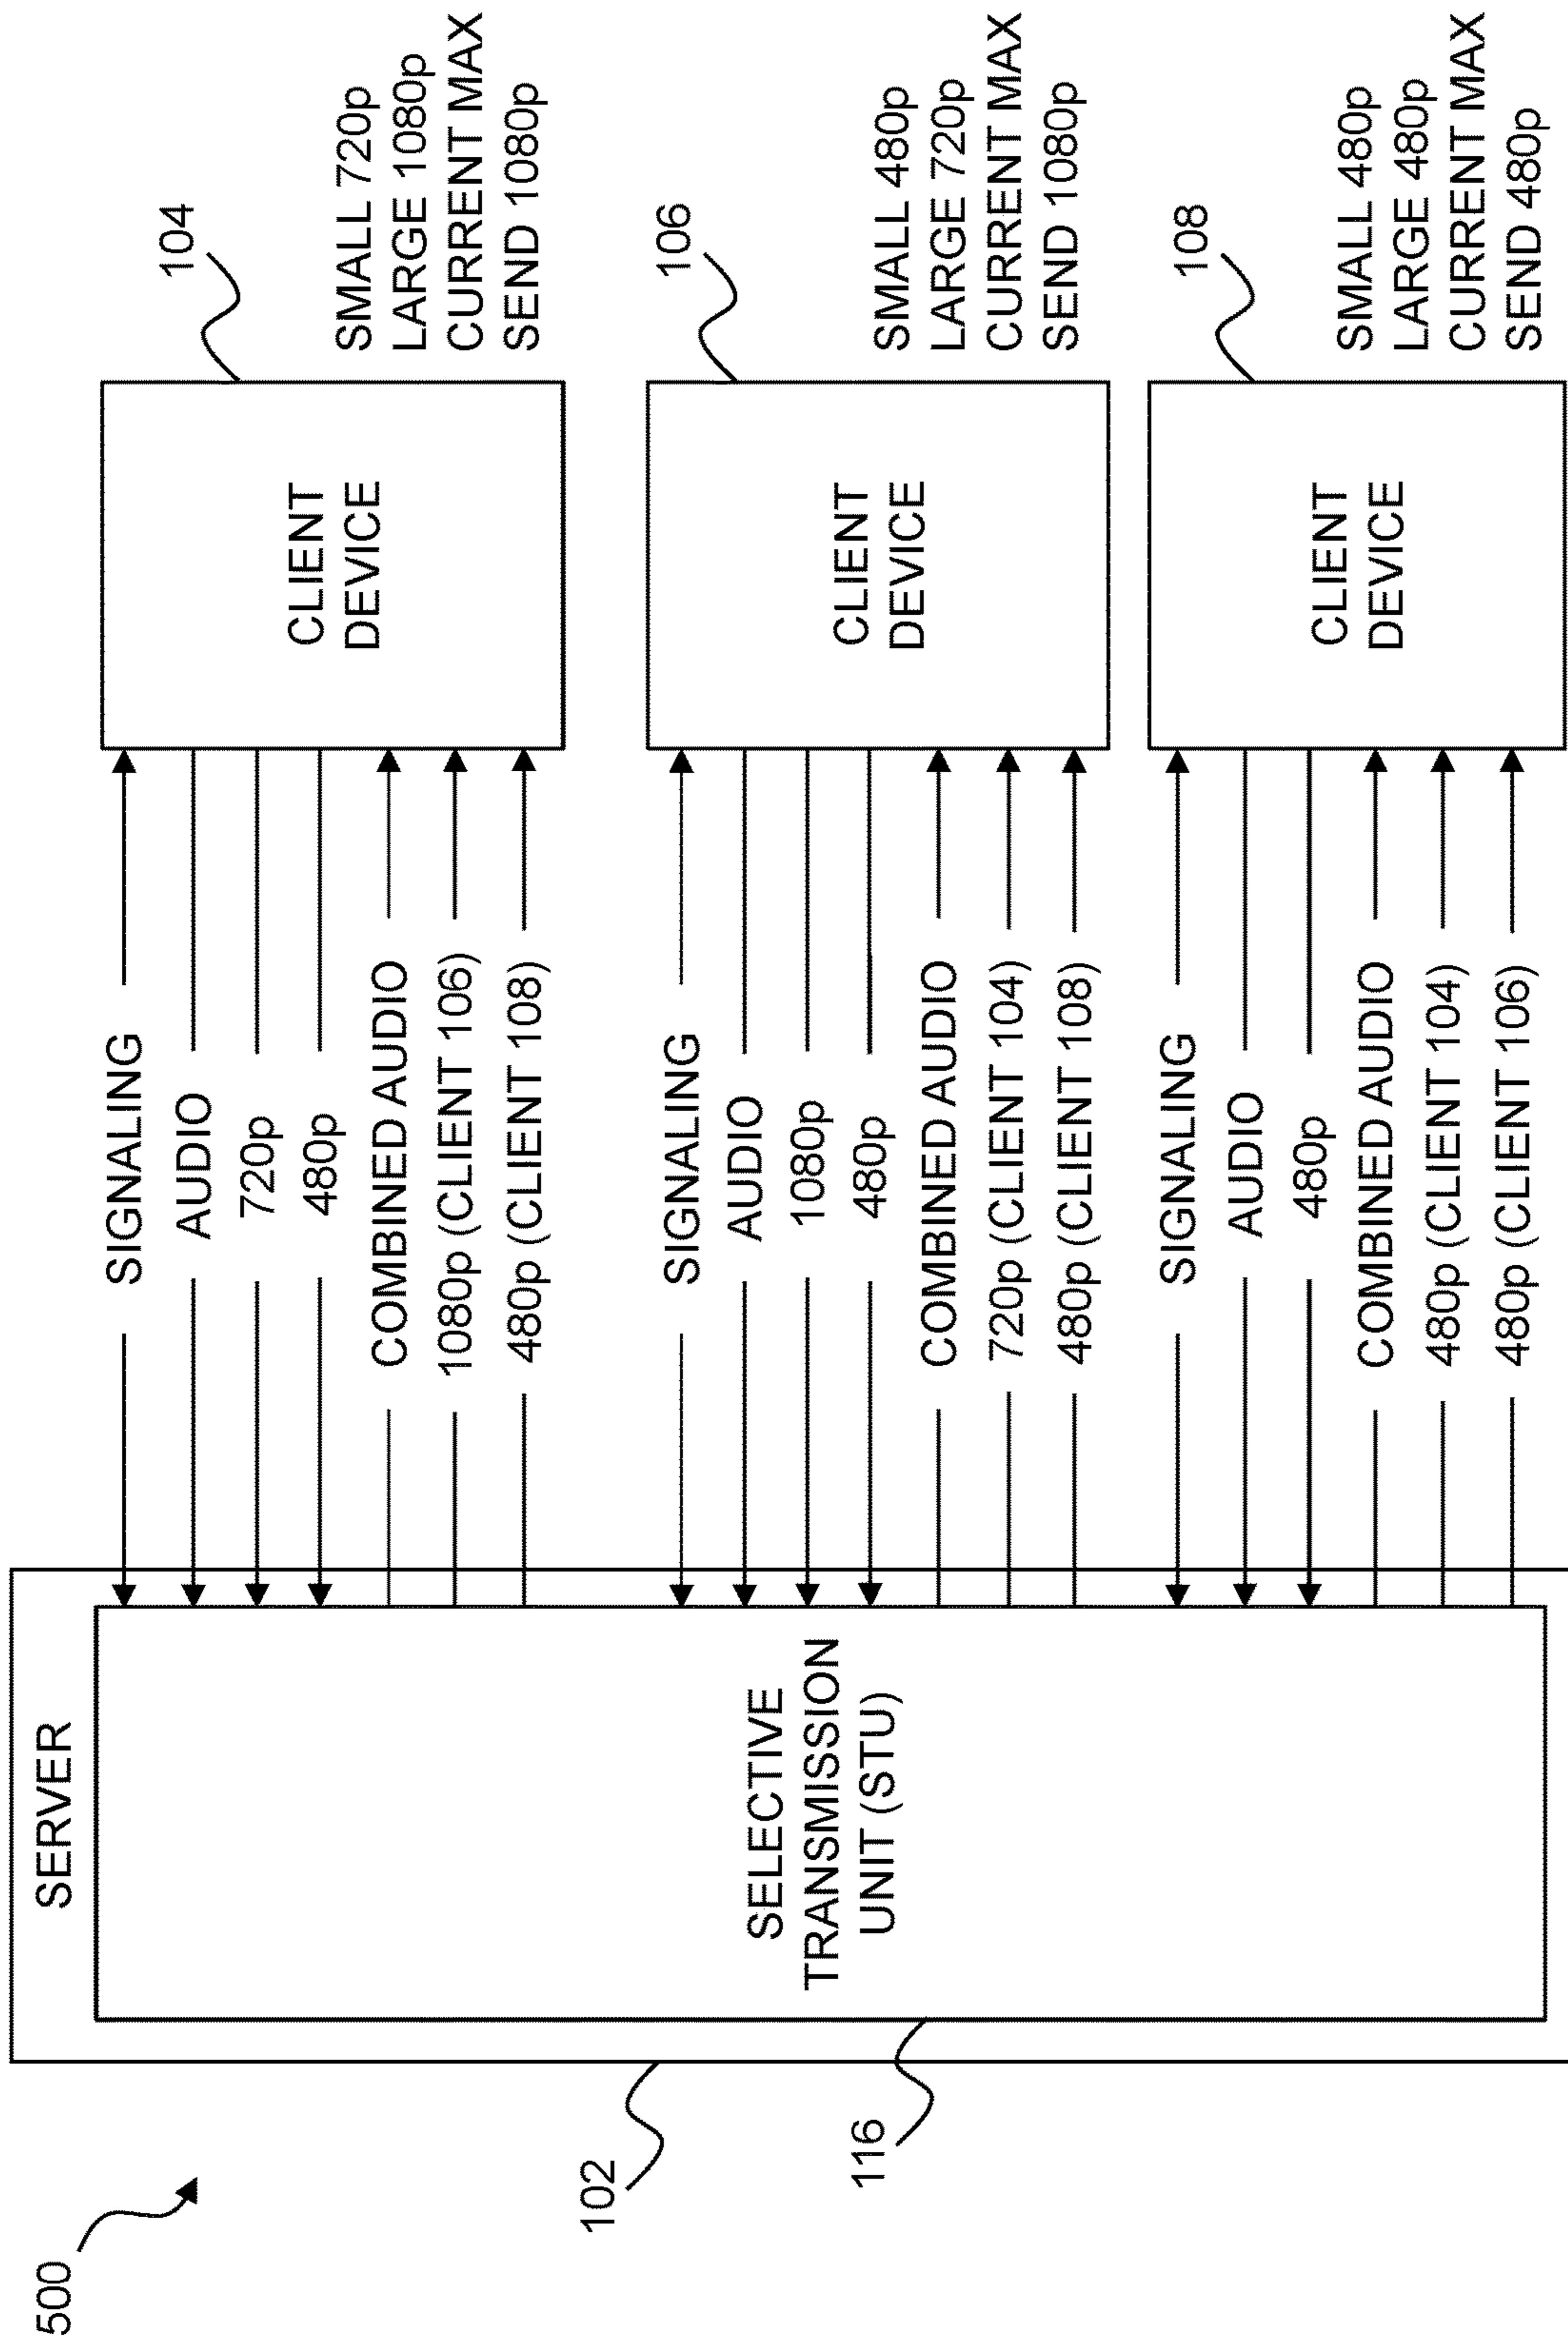 500
102
116
SERVER
SELECTIVE
TRANSMISSION
UNIT (STU)
SIGNALING
AUDIO
720p
480p
COMBINED AUDIO
1080p (CLIENT 106)
480p (CLIENT 108)
CLIENT
DEVICE
104
SMALL 720p
LARGE 1080p
CURRENT MAX
SEND 1080p
SIGNALING
AUDIO
1080p
480p
COMBINED AUDIO
720p (CLIENT 104)
480p (CLIENT 108)
CLIENT
DEVICE
106
SMALL 480p
LARGE 720p
CURRENT MAX
SEND 1080p
SIGNALING
AUDIO
480p
COMBINED AUDIO
480p (CLIENT 104)
480p (CLIENT 106)
CLIENT
DEVICE
108
SMALL 480p
LARGE 480p
CURRENT MAX
SEND 480p